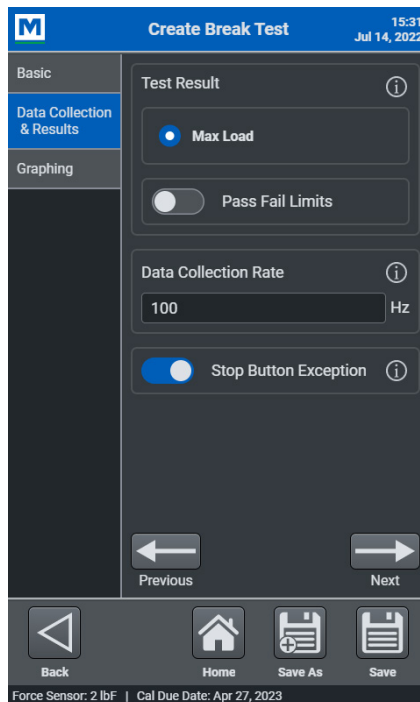 M
Create Break Test
15:31
Jul 14, 2022
Basic
Data Collection
& Results
Graphing
Test Result
Max Load
Pass Fail Limits
Data Collection Rate
100 Hz
Stop Button Exception
Previous
Next
Back
Home
Save As
Save
Force Sensor: 2 lbF | Cal Due Date: Apr 27, 2023